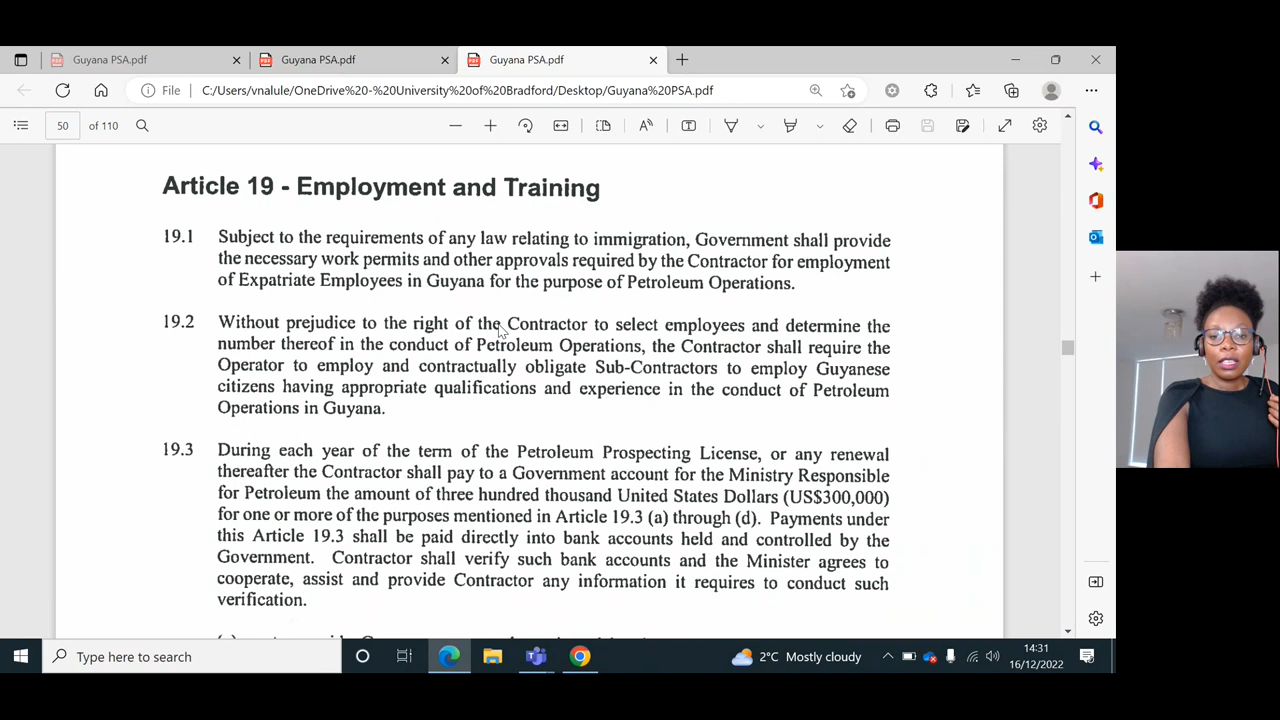 Guyana PSA.pdf
Guyana PSA.pdf
Guyana PSA.pdf
File
C:/Users/vnalule/OneDrive%20-%20University%20of%20Bradford/Desktop/Guyana%20PSA.pdf
50 of 110
Article 19 - Employment and Training
19.1 Subject to the requirements of any law relating to immigration, Government shall provide
the necessary work permits and other approvals required by the Contractor for employment
of Expatriate Employees in Guyana for the purpose of Petroleum Operations.
19.2 Without prejudice to the right of the Contractor to select employees and determine the
number thereof in the conduct of Petroleum Operations, the Contractor shall require the
Operator to employ and contractually obligate Sub-Contractors to employ Guyanese
citizens having appropriate qualifications and experience in the conduct of Petroleum
Operations in Guyana.
19.3 During each year of the term of the Petroleum Prospecting License, or any renewal
thereafter the Contractor shall pay to a Government account for the Ministry Responsible
for Petroleum the amount of three hundred thousand United States Dollars (US$300,000)
for one or more of the purposes mentioned in Article 19.3 (a) through (d). Payments under
this Article 19.3 shall be paid directly into bank accounts held and controlled by the
Government. Contractor shall verify such bank accounts and the Minister agrees to
cooperate, assist and provide Contractor any information it requires to conduct such
verification.
Type here to search
2°C Mostly cloudy
14:31
16/12/2022